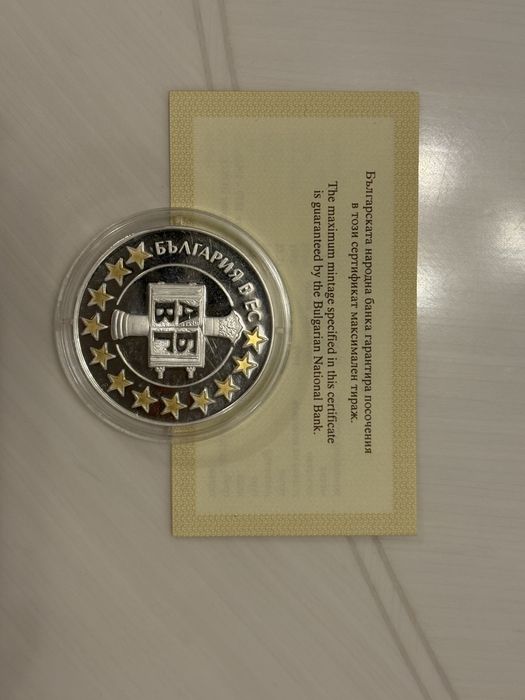 БЪЛГАРИЯ В ЕС
А Б
В Г
Българската народна банка гарантира посочения
в този сертификат максимален тираж.
The maximum mintage specified in this certificate
is guaranteed by the Bulgarian National Bank.